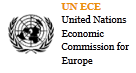 UN ECE
United Nations
Economic
Commission for
Europe